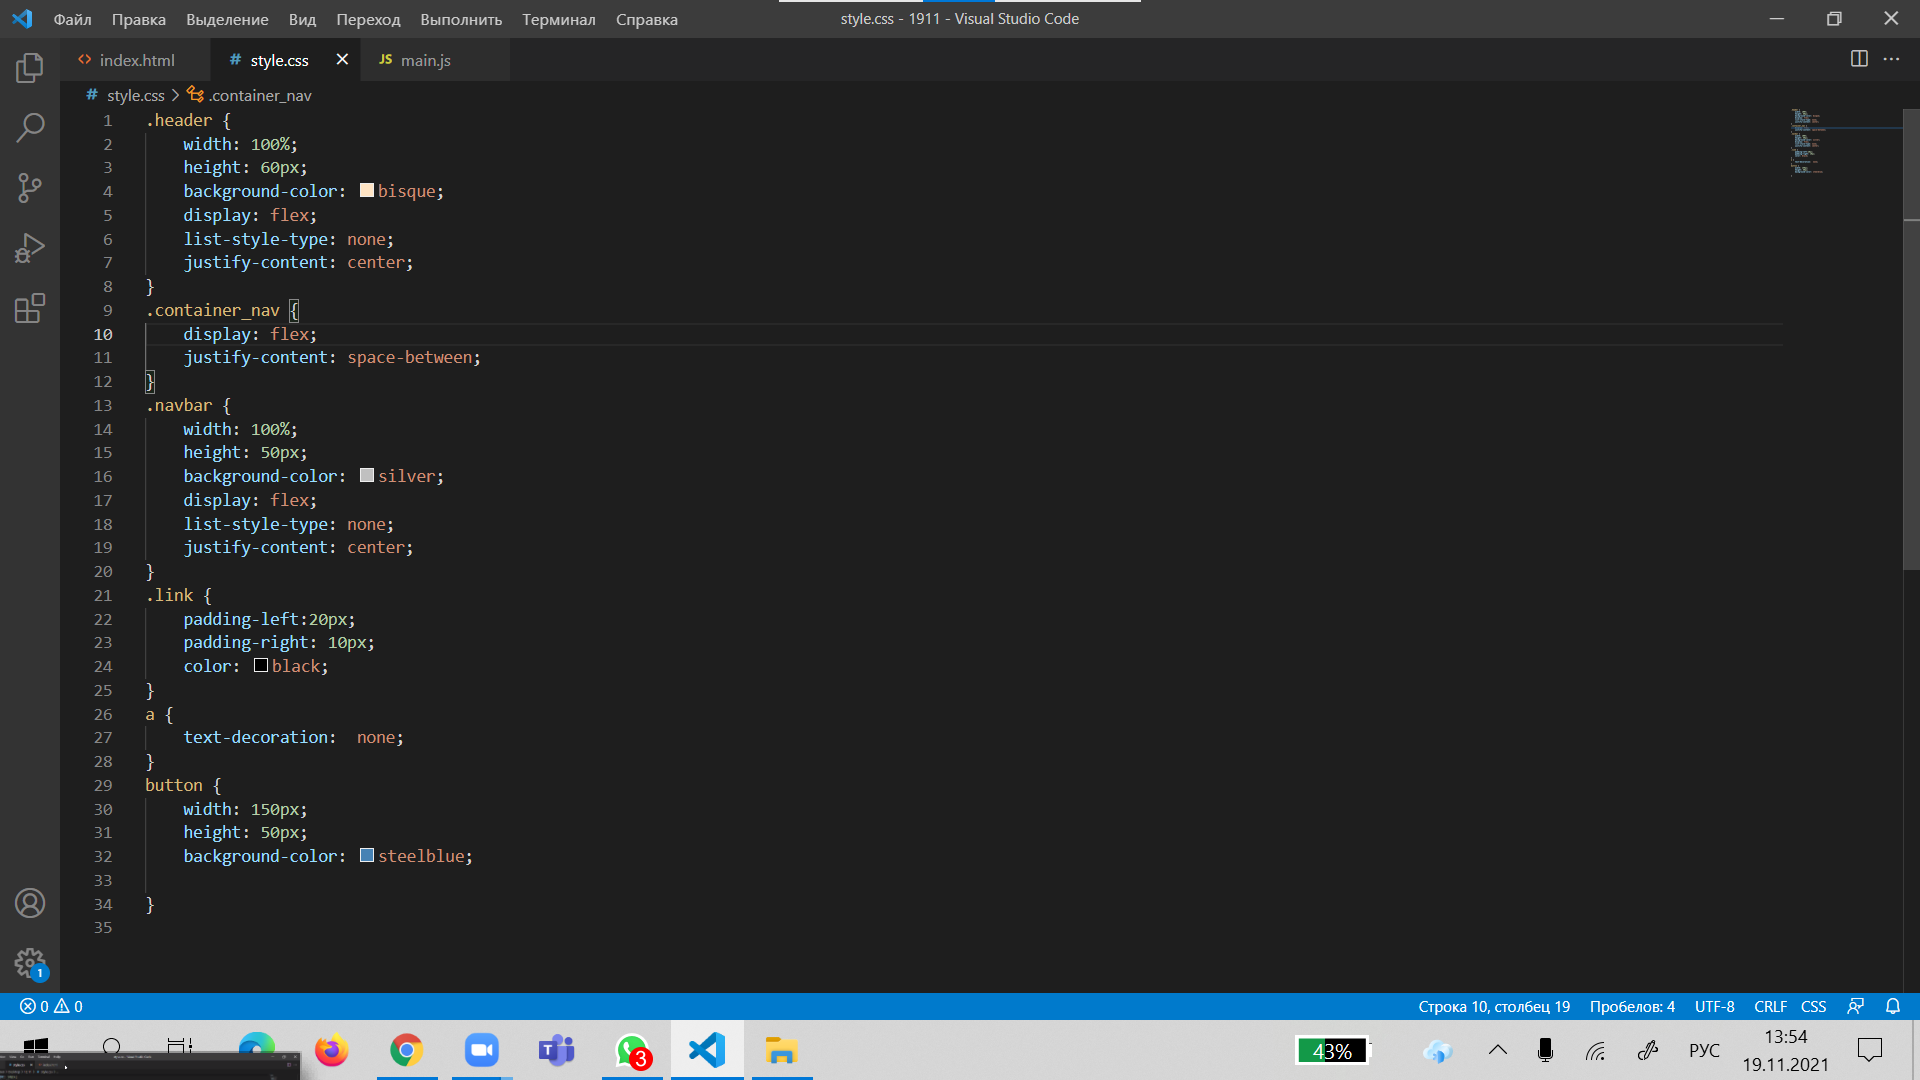 Файл Правка Выделение Вид Переход Выполнить Терминал Справка
style.css - 1911 - Visual Studio Code
index.html
# style.css
JS main.js
# style.css > .container_nav
1 .header {
2 width: 100%;
3 height: 60px;
4 background-color: bisque;
5 display: flex;
6 list-style-type: none;
7 justify-content: center;
8 }
9 .container_nav {
10 display: flex;
11 justify-content: space-between;
12 }
13 .navbar {
14 width: 100%;
15 height: 50px;
16 background-color: silver;
17 display: flex;
18 list-style-type: none;
19 justify-content: center;
20 }
21 .link {
22 padding-left:20px;
23 padding-right: 10px;
24 color: black;
25 }
26 a {
27 text-decoration:  none;
28 }
29 button {
30 width: 150px;
31 height: 50px;
32 background-color: steelblue;
33
34 }
35
1
0 0
Строка 10, столбец 19 Пробелов: 4 UTF-8 CRLF CSS
3
43%
РУС
13:54
19.11.2021